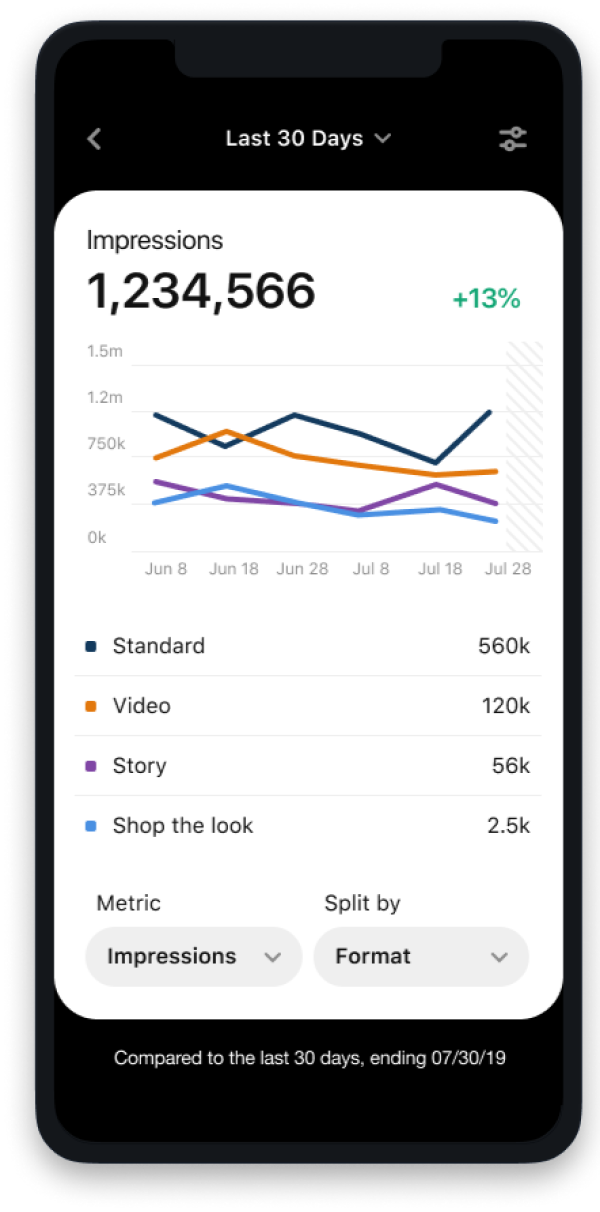 Last 30 Days
Impressions
1,234,566
+13%
1.5m
1.2m
750k
375k
0k
Jun 8 Jun 18 Jun 28 Jul 8 Jul 18 Jul 28
Standard 560k
Video 120k
Story 56k
Shop the look 2.5k
Metric Split by
Impressions Format
Compared to the last 30 days, ending 07/30/19